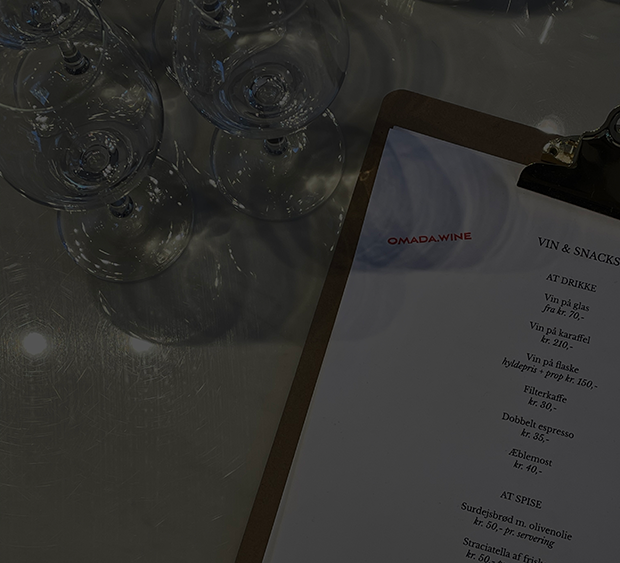 OMADA.WINE
VIN & SNACKS
AT DRIKKE
Vin på glas
fra kr. 70,-
Vin på karaffel
kr. 210,-
Vin på flaske
hyldepris + prop kr. 150,-
Filterkaffe
kr. 30,-
Dobbelt espresso
kr. 35,-
Æblemost
kr. 40,-
AT SPISE
Surdejsbrød m. olivenolie
kr. 50,- pr. servering
Straciatella af
kr. 50